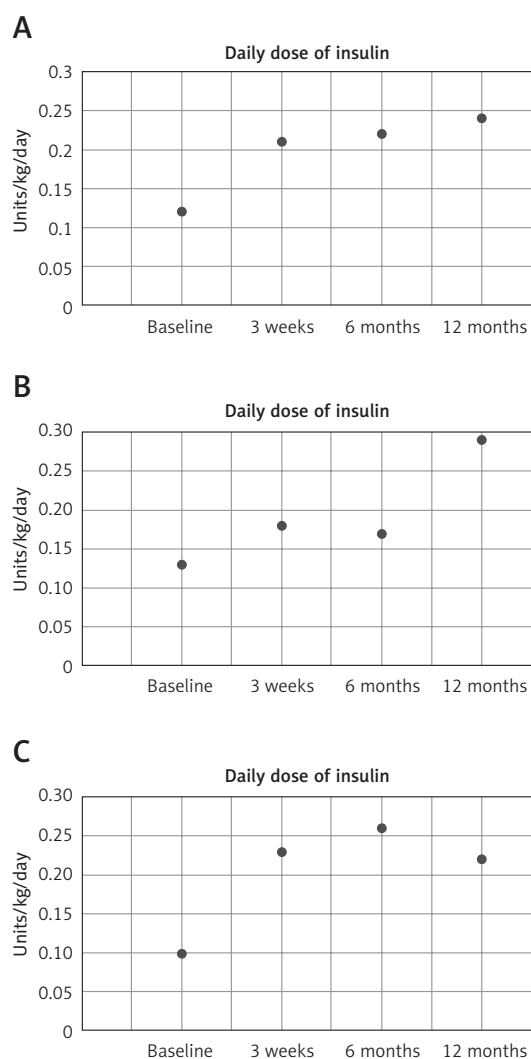 A
Daily dose of insulin
Units/kg/day
0.3
0.25
0.2
0.15
0.1
0.05
0
Baseline 3 weeks 6 months 12 months
B
Daily dose of insulin
Units/kg/day
0.30
0.25
0.20
0.15
0.10
0.05
0
Baseline 3 weeks 6 months 12 months
C
Daily dose of insulin
Units/kg/day
0.30
0.25
0.20
0.15
0.10
0.05
0
Baseline 3 weeks 6 months 12 months